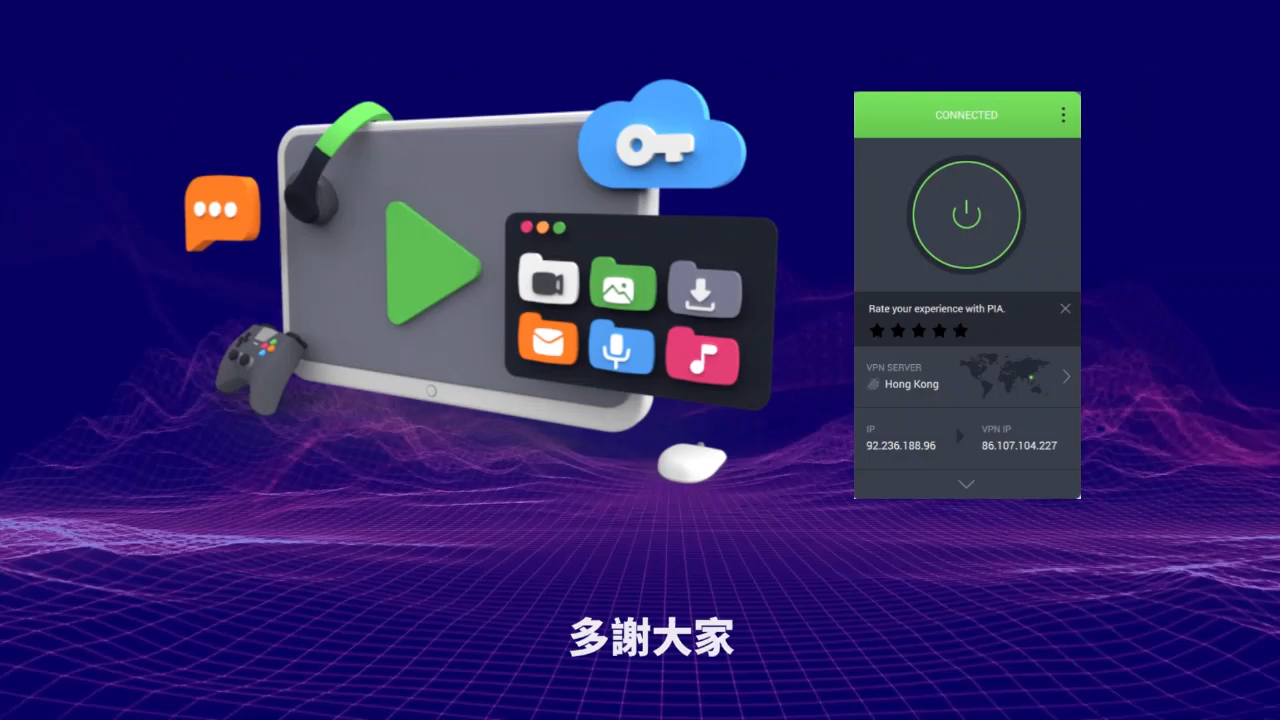 CONNECTED
Rate your experience with PIA.
VPN SERVER
Hong Kong
IP
92.236.188.96
VPN IP
86.107.104.227
多謝大家